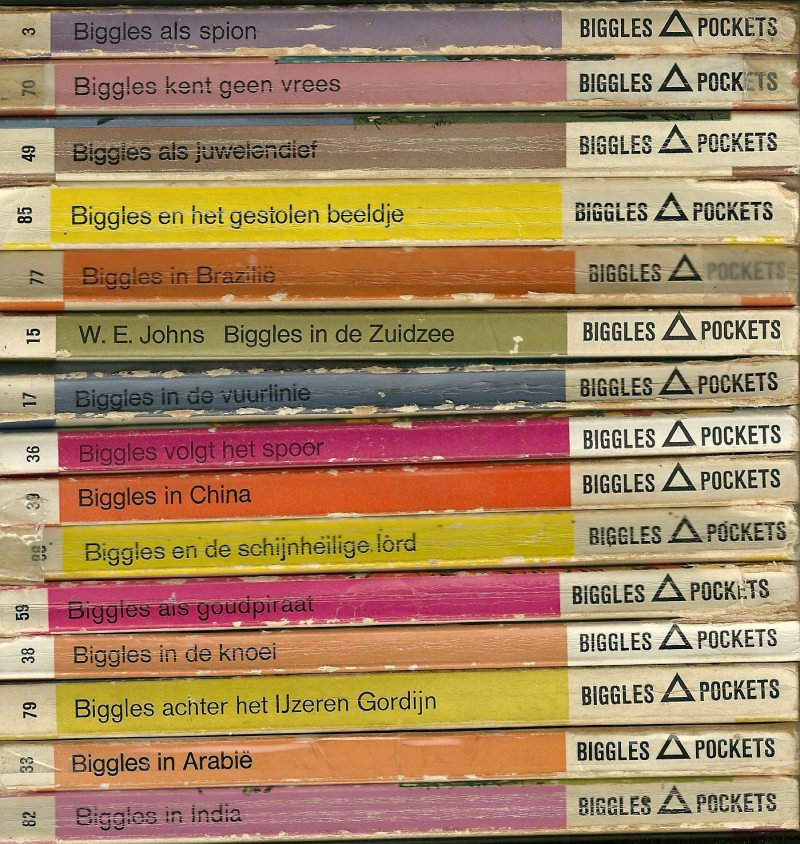 3 Biggles als spion BIGGLES △ POCKETS
70 Biggles kent geen vrees BIGGLES △ POCKETS
49 Biggles als juwelendief BIGGLES △ POCKETS
85 Biggles en het gestolen beeldje BIGGLES △ POCKETS
77 Biggles in Brazilië BIGGLES △ POCKETS
15 W. E. Johns Biggles in de Zuidzee BIGGLES △ POCKETS
17 Biggles in de vuurlinie BIGGLES △ POCKETS
36 Biggles volgt het spoor BIGGLES △ POCKETS
39 Biggles in China BIGGLES △ POCKETS
Biggles en de schijnheilige lord BIGGLES △ POCKETS
59 Biggles als goudpiraat BIGGLES △ POCKETS
38 Biggles in de knoei BIGGLES △ POCKETS
79 Biggles achter het IJzeren Gordijn BIGGLES △ POCKETS
33 Biggles in Arabië BIGGLES △ POCKETS
62 Biggles in India BIGGLES △ POCKETS